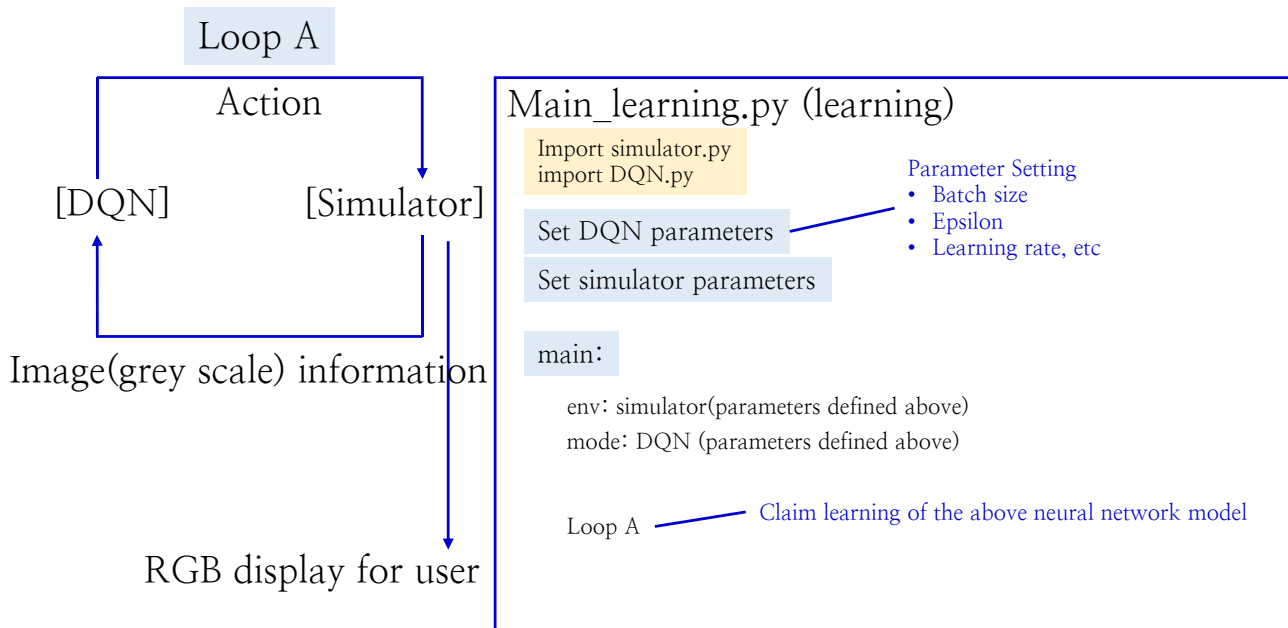 Loop A
Action
[DQN]
[Simulator]
Image(grey scale) information
RGB display for user
Main_learning.py (learning)
Import simulator.py
import DQN.py
Set DQN parameters
Set simulator parameters
Parameter Setting
• Batch size
• Epsilon
• Learning rate, etc
main:
env: simulator(parameters defined above)
mode: DQN (parameters defined above)
Loop A
Claim learning of the above neural network model